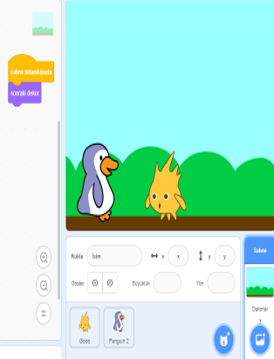 sahne tıklandığında
sonraki dekor
Sahne
Kukla
İsim
x
x
y
y
Göster
Büyüklük
Yön
Dekorlar
2
Gobo
Penguin 2